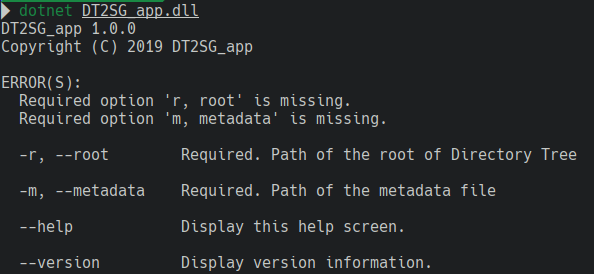 dotnet DT2SG_app.dll
DT2SG_app 1.0.0
Copyright (C) 2019 DT2SG_app
ERROR(S):
Required option 'r, root' is missing.
Required option 'm, metadata' is missing.
-r, --root Required. Path of the root of Directory Tree
-m, --metadata Required. Path of the metadata file
--help Display this help screen.
--version Display version information.